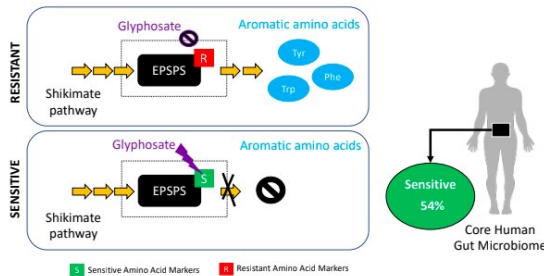 RESISTANT
Glyphosate
Aromatic amino acids
R
EPSPS
Tyr
Phe
Trp
Shikimate
pathway
SENSITIVE
Glyphosate
Aromatic amino acids
S
EPSPS
Shikimate
pathway
Sensitive
54%
Core Human
Gut Microbiome
S Sensitive Amino Acid Markers
R Resistant Amino Acid Markers